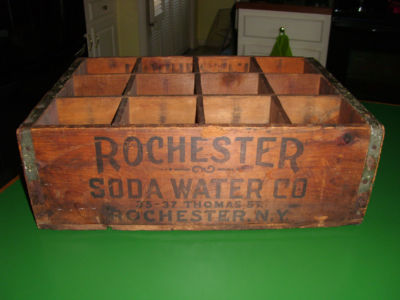 ROCHESTER
SODA WATER CO
35-37 THOMAS ST.
ROCHESTER, N.Y.